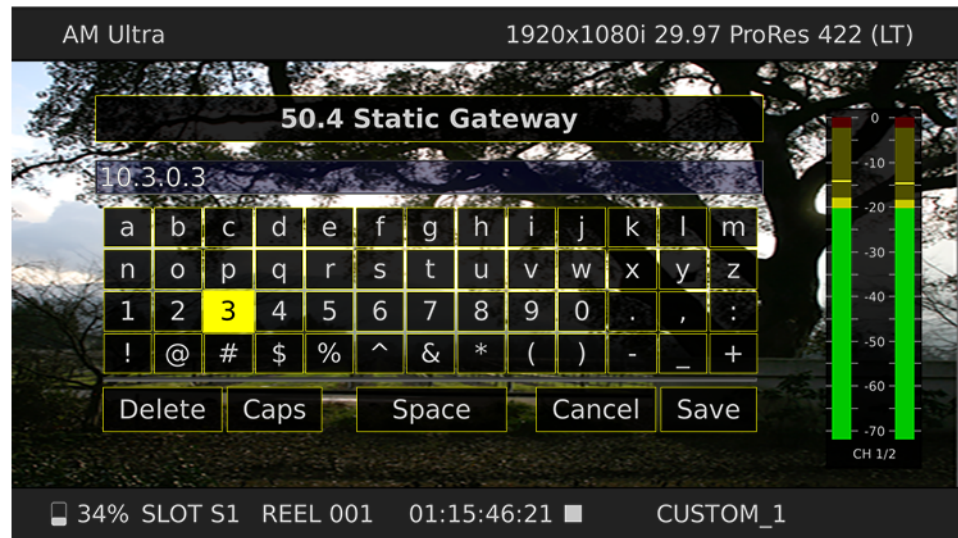 AM Ultra 1920x1080i 29.97 ProRes 422 (LT)
50.4 Static Gateway
10.3.0.3
a b c d e f g h i j k l m
n o p q r s t u v w x y z
1 2 3 4 5 6 7 8 9 0 . , :
! @ # $ % ^ & * ( ) - _ +
Delete Caps Space Cancel Save
0
-10
-20
-30
-40
-50
-60
-70
CH 1/2
34% SLOT S1 REEL 001 01:15:46:21 CUSTOM_1